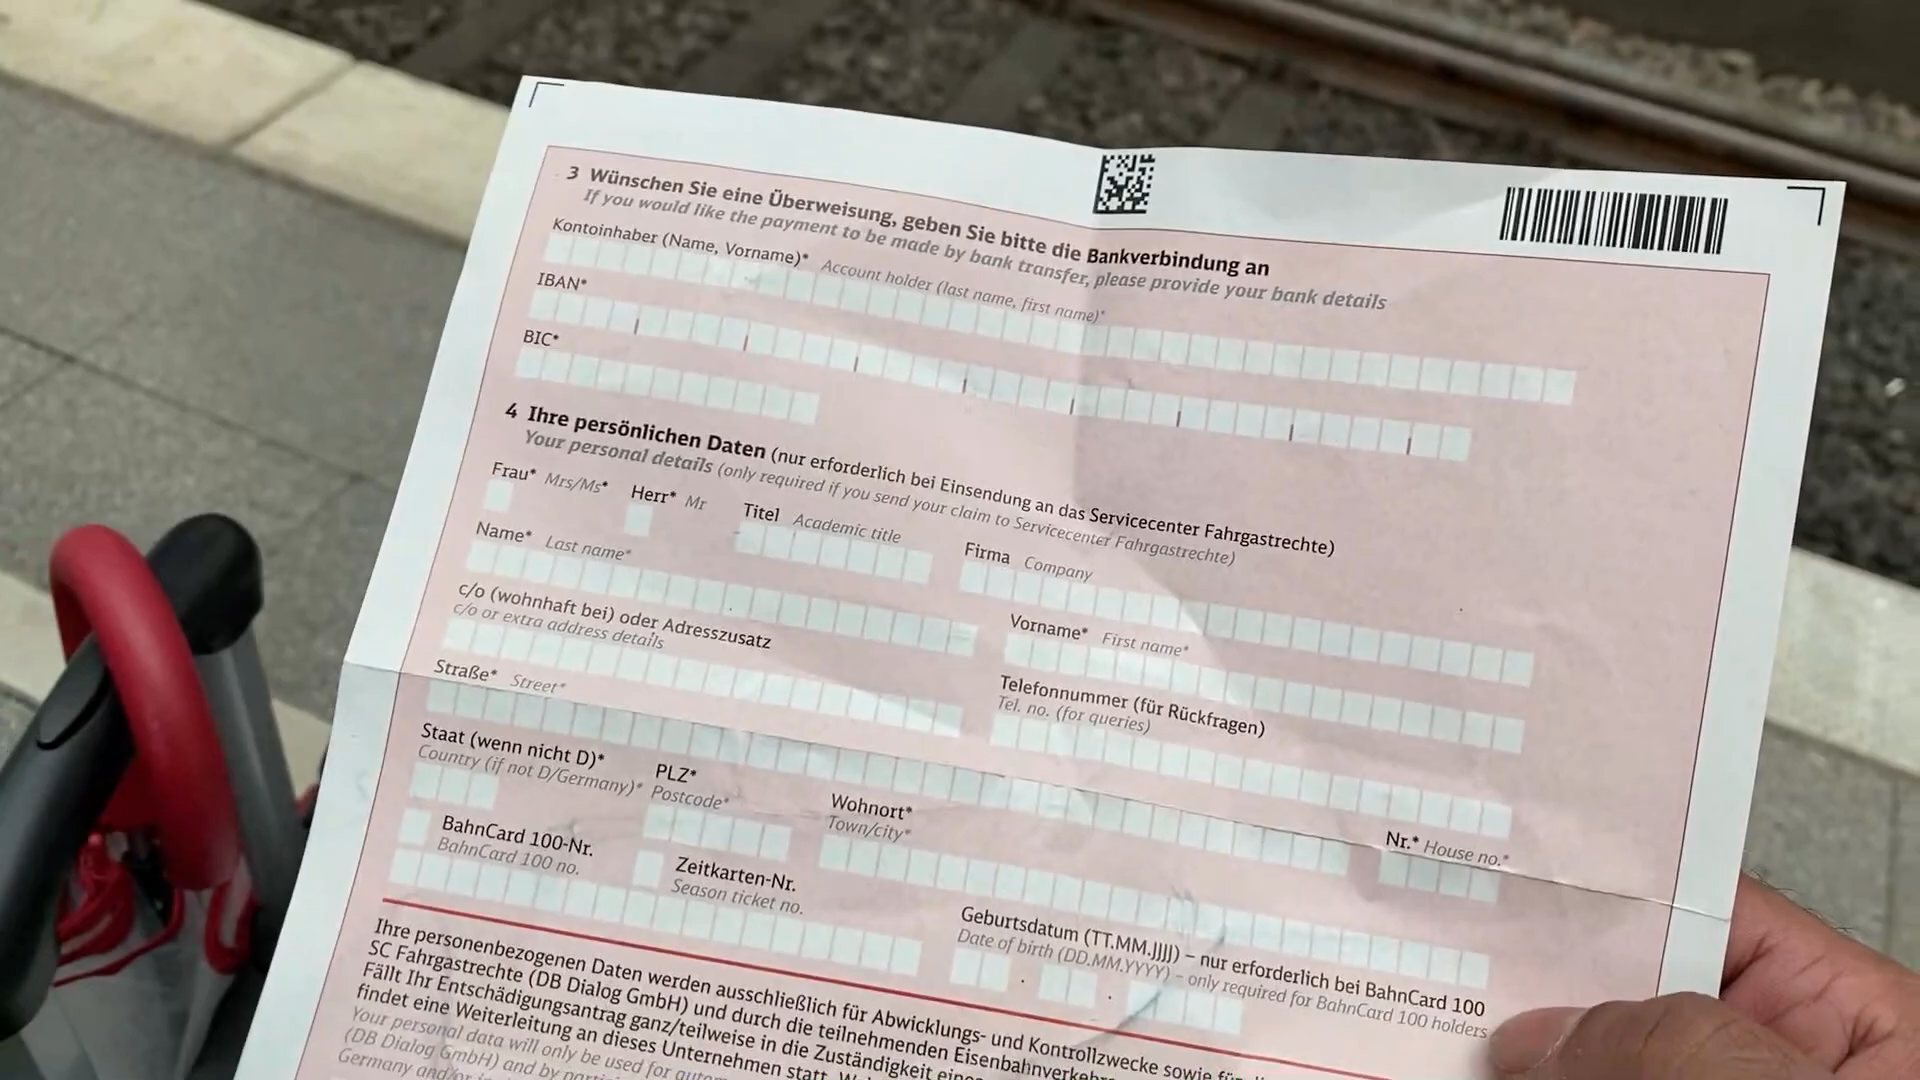 3 Wünschen Sie eine Überweisung, geben Sie bitte die Bankverbindung an
If you would like the payment to be made by bank transfer, please provide your bank details
Kontoinhaber (Name, Vorname)* Account holder (last name, first name)*
IBAN*
BIC*
4 Ihre persönlichen Daten (nur erforderlich bei Einsendung an das Servicecenter Fahrgastrechte)
Your personal details (only required if you send your claim to Servicecenter Fahrgastrechte)
Frau* Mrs/Ms* Herr* Mr Titel Academic title Firma Company
Name* Last name* Vorname* First name*
c/o (wohnhaft bei) oder Adresszusatz
c/o or extra address details
Telefonnummer (für Rückfragen)
Tel. no. (for queries)
Straße* Street* Nr.* House no.*
Staat (wenn nicht D)* PLZ* Wohnort*
Country (if not D/Germany)* Postcode* Town/city*
BahnCard 100-Nr. Zeitkarten-Nr.
BahnCard 100 no. Season ticket no.
Geburtsdatum (TT.MM.JJJJ) – nur erforderlich bei BahnCard 100
Date of birth (DD.MM.YYYY) – only required for BahnCard 100 holders
Ihre personenbezogenen Daten werden ausschließlich für Abwicklungs- und Kontrollzwecke sowie für
SC Fahrgastrechte (DB Dialog GmbH) und durch die teilnehmenden
Fällt Ihr Entschädigungsantrag ganz/teilweise in die Zuständigkeit
findet eine Weiterleitung an dieses Unternehmen statt.
Your personal data will only be used for
(DB Dialog GmbH) and by
Germany and/or